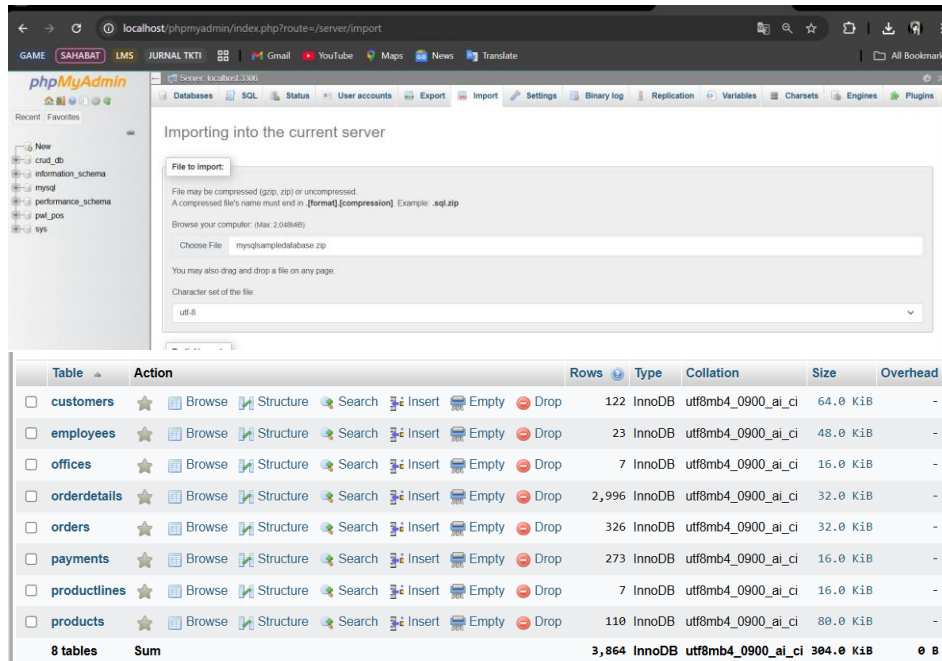 localhost/phpmyadmin/index.php?route=/server/import
GAME SAHABAT LMS JURNAL TKTI Gmail YouTube Maps News Translate All Bookmark
phpMyAdmin
Server: localhost:3306
Databases SQL Status User accounts Export Import Settings Binary log Replication Variables Charsets Engines Plugins
Recent Favorites
New
crud_db
information_schema
mysql
performance_schema
pwl_pos
sys
Importing into the current server
File to import:
File may be compressed (gzip, zip) or uncompressed.
A compressed file's name must end in .[format].[compression]. Example: .sql.zip
Browse your computer: (Max: 2,048MiB)
Choose File mysqlsampledatabase.zip
You may also drag and drop a file on any page.
Character set of the file:
utf-8
Table Action Rows Type Collation Size Overhead
customers Browse Structure Search Insert Empty Drop 122 InnoDB utf8mb4_0900_ai_ci 64.0 KiB -
employees Browse Structure Search Insert Empty Drop 23 InnoDB utf8mb4_0900_ai_ci 48.0 KiB -
offices Browse Structure Search Insert Empty Drop 7 InnoDB utf8mb4_0900_ai_ci 16.0 KiB -
orderdetails Browse Structure Search Insert Empty Drop 2,996 InnoDB utf8mb4_0900_ai_ci 32.0 KiB -
orders Browse Structure Search Insert Empty Drop 326 InnoDB utf8mb4_0900_ai_ci 32.0 KiB -
payments Browse Structure Search Insert Empty Drop 273 InnoDB utf8mb4_0900_ai_ci 16.0 KiB -
productlines Browse Structure Search Insert Empty Drop 7 InnoDB utf8mb4_0900_ai_ci 16.0 KiB -
products Browse Structure Search Insert Empty Drop 110 InnoDB utf8mb4_0900_ai_ci 80.0 KiB -
8 tables Sum 3,864 InnoDB utf8mb4_0900_ai_ci 304.0 KiB 0 B